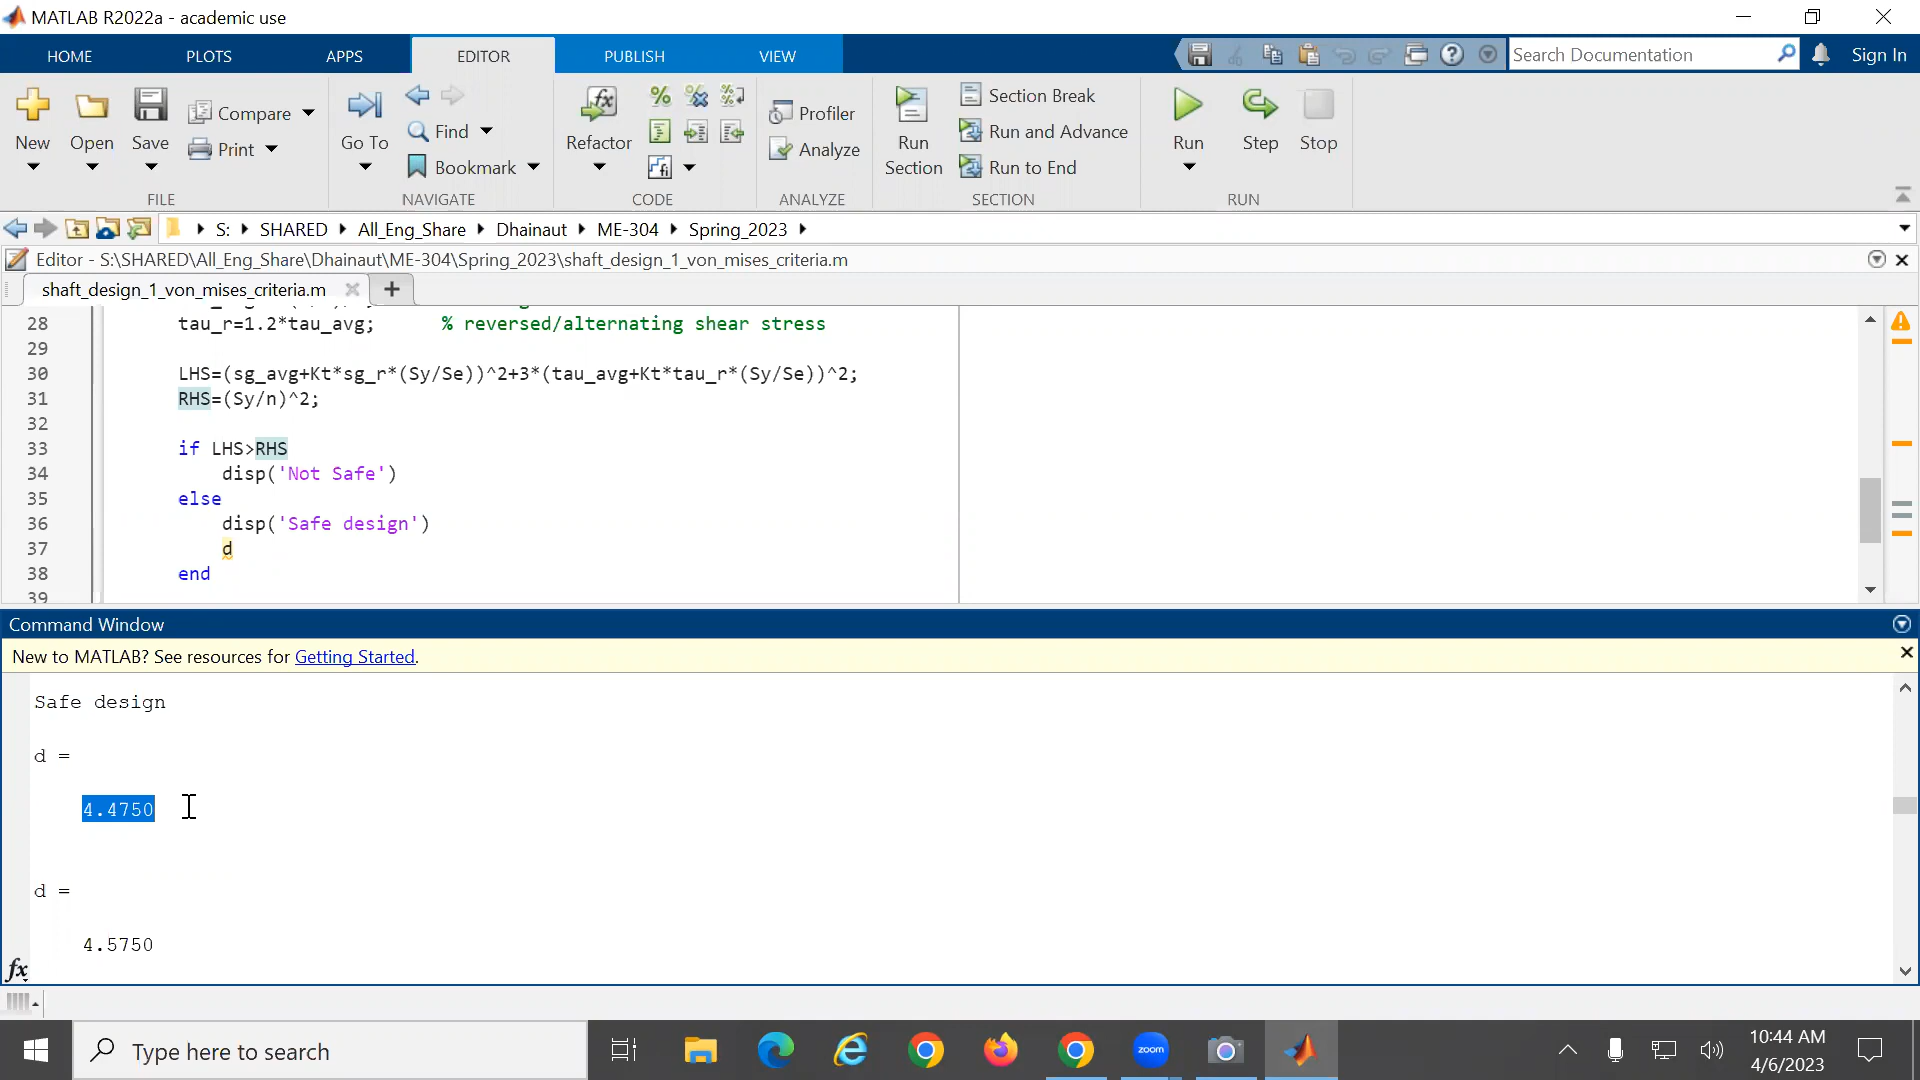 MATLAB R2022a - academic use
HOME PLOTS APPS EDITOR PUBLISH VIEW Search Documentation Sign In
New Open Save Compare Print Go To Find Bookmark Refactor Profiler Analyze Run Section Section Break Run and Advance Run to End Run Step Stop
FILE NAVIGATE CODE ANALYZE SECTION RUN
S: SHARED All_Eng_Share Dhainaut ME-304 Spring_2023
Editor - S:\SHARED\All_Eng_Share\Dhainaut\ME-304\Spring_2023\shaft_design_1_von_mises_criteria.m
shaft_design_1_von_mises_criteria.m
28 tau_r=1.2*tau_avg; % reversed/alternating shear stress
29
30 LHS=(sg_avg+Kt*sg_r*(Sy/Se))^2+3*(tau_avg+Kt*tau_r*(Sy/Se))^2;
31 RHS=(Sy/n)^2;
32
33 if LHS>RHS
34 disp('Not Safe')
35 else
36 disp('Safe design')
37 d
38 end
39
Command Window
New to MATLAB? See resources for Getting Started.
Safe design
d =
4.4750
d =
4.5750
fx
Type here to search zoom 10:44 AM
4/6/2023